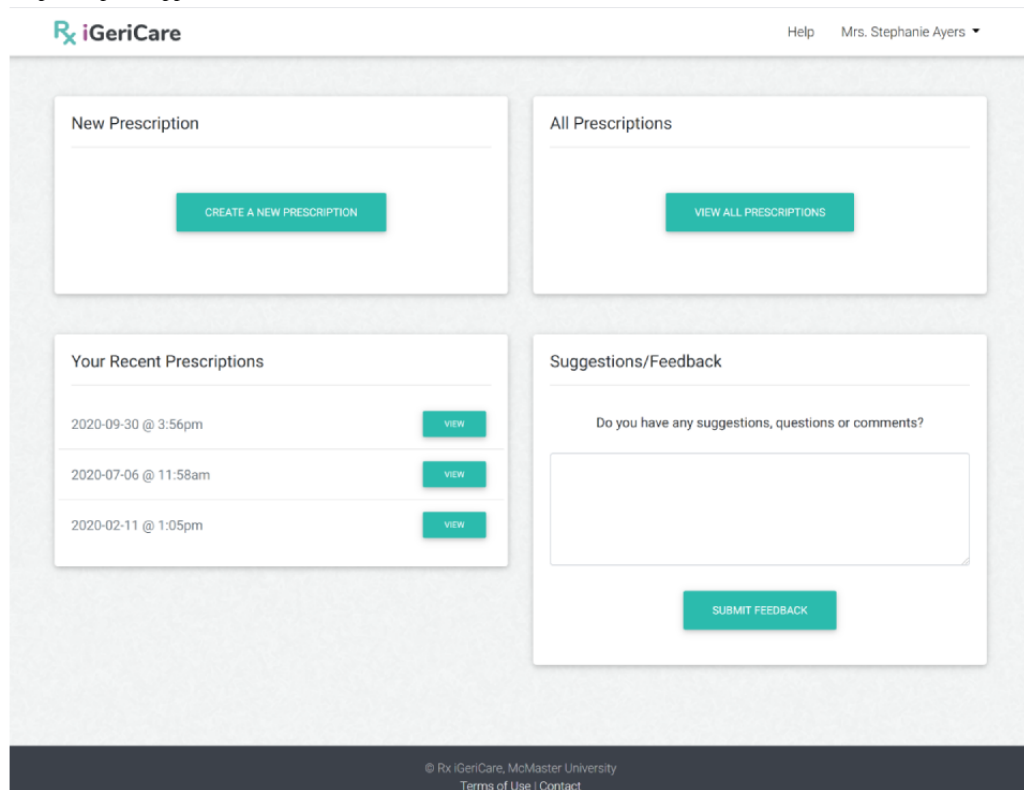 Rx iGeriCare
Help Mrs. Stephanie Ayers
New Prescription
CREATE A NEW PRESCRIPTION
All Prescriptions
VIEW ALL PRESCRIPTIONS
Your Recent Prescriptions
2020-09-30 @ 3:56pm VIEW
2020-07-06 @ 11:58am VIEW
2020-02-11 @ 1:05pm VIEW
Suggestions/Feedback
Do you have any suggestions, questions or comments?
SUBMIT FEEDBACK
© Rx iGeriCare, McMaster University
Terms of Use | Contact